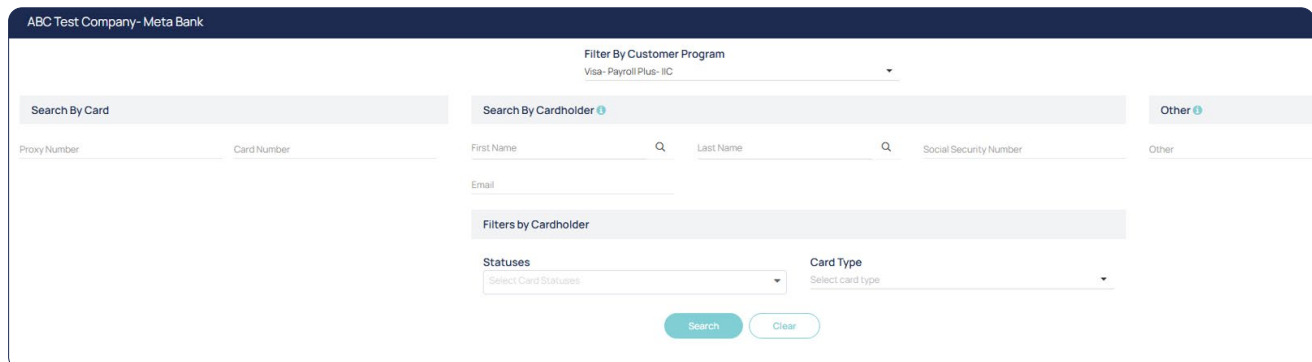 ABC Test Company- Meta Bank
Filter By Customer Program
Visa- Payroll Plus- IIC
Search By Card
Search By Cardholder
Other
Proxy Number
Card Number
First Name
Last Name
Social Security Number
Other
Email
Filters by Cardholder
Statuses
Card Type
Select Card Statuses
Select card type
Search
Clear